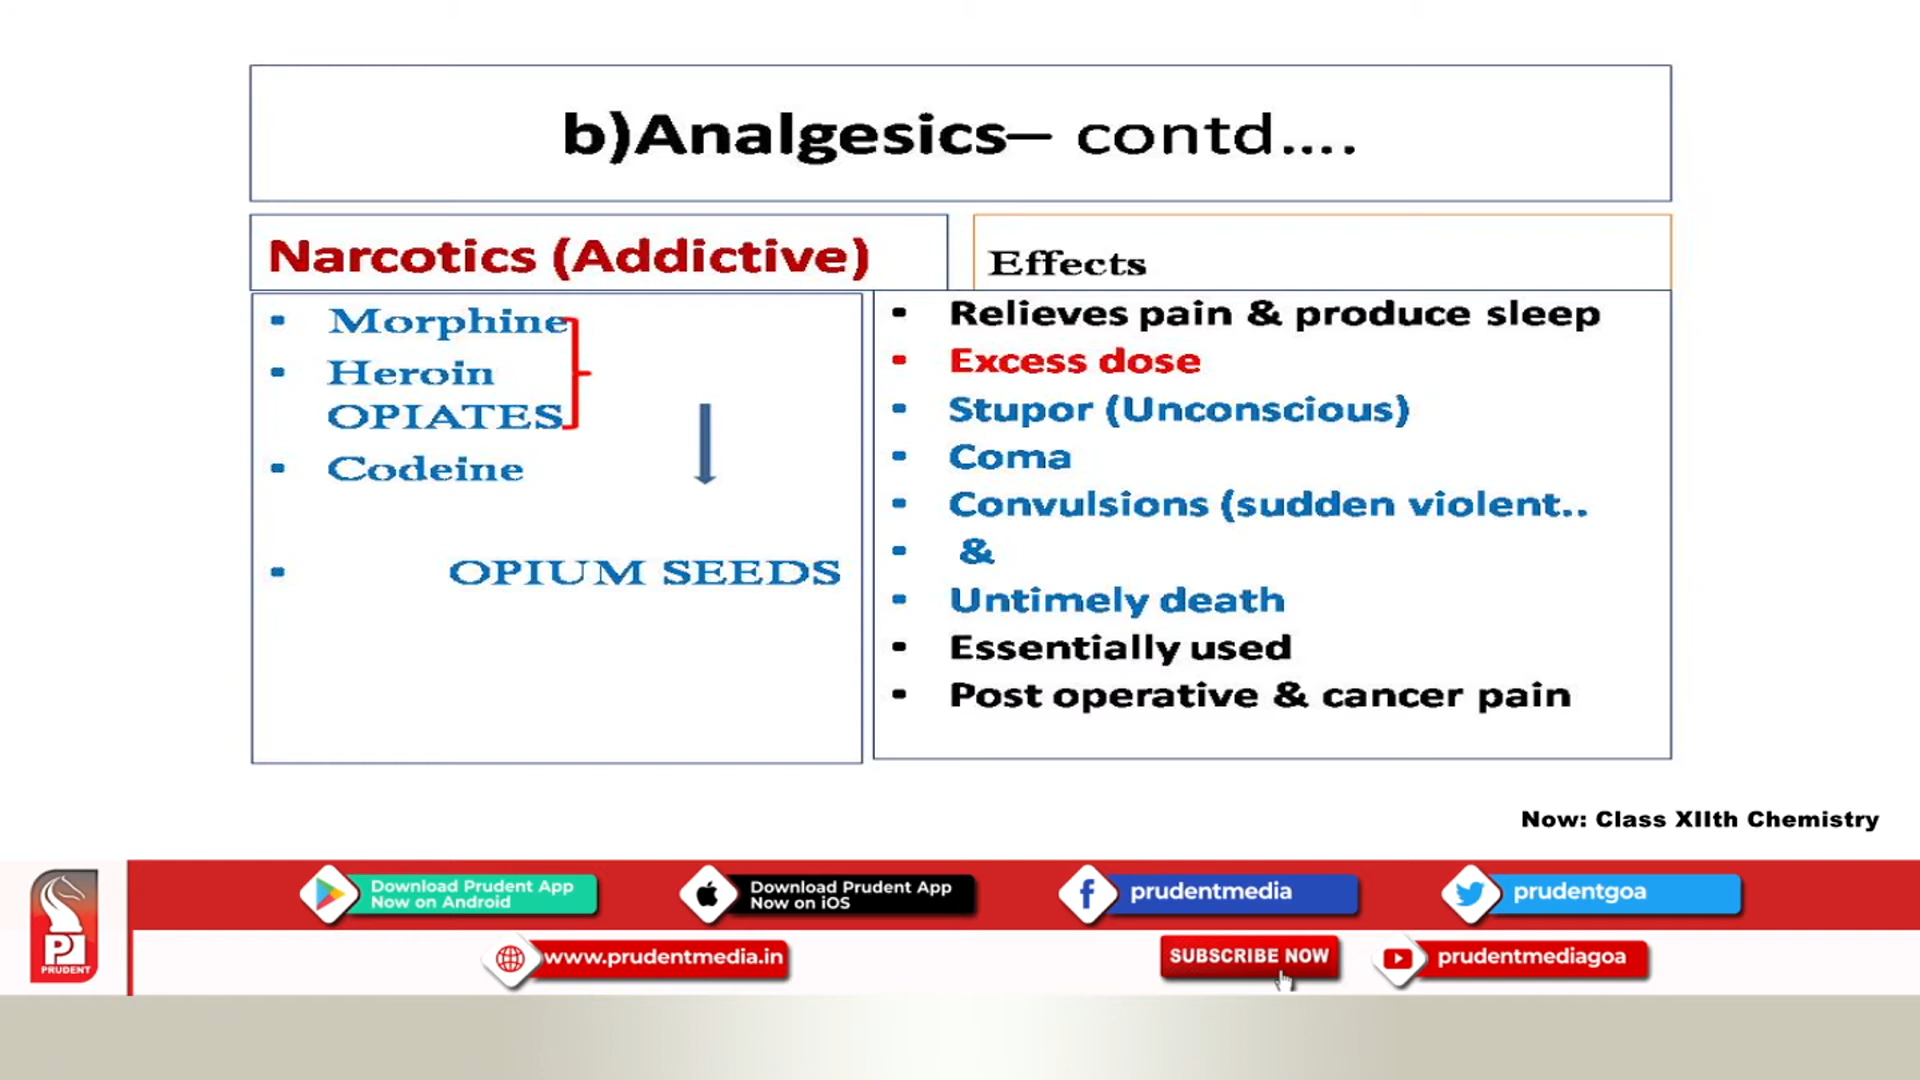 b)Analgesics– contd....
Narcotics (Addictive)
▪ Morphine
▪ Heroin
OPIATES
▪ Codeine
▪ OPIUM SEEDS
Effects
▪ Relieves pain & produce sleep
▪ Excess dose
▪ Stupor (Unconscious)
▪ Coma
▪ Convulsions (sudden violent..
▪ &
▪ Untimely death
▪ Essentially used
▪ Post operative & cancer pain
Now: Class XIIth Chemistry
PRUDENT
Download Prudent App
Now on Android
Download Prudent App
Now on iOS
prudentmedia
prudentgoa
www.prudentmedia.in
SUBSCRIBE NOW
prudentmediagoa